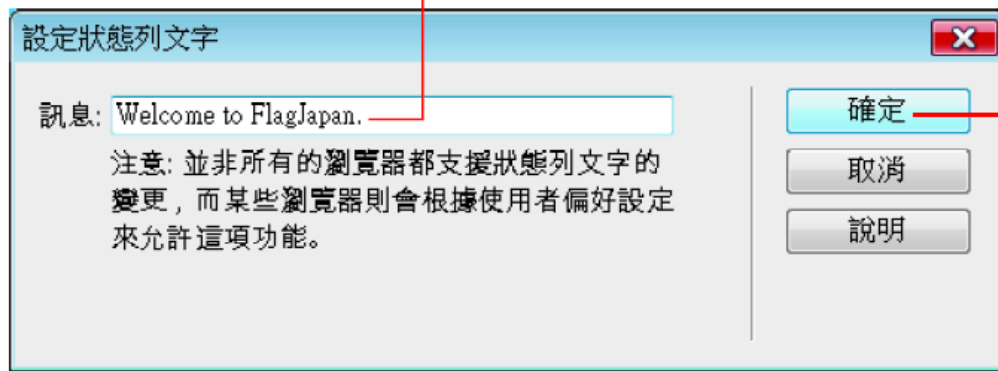 設定狀態列文字
訊息: Welcome to FlagJapan.
注意: 並非所有的瀏覽器都支援狀態列文字的
變更，而某些瀏覽器則會根據使用者偏好設定
來允許這項功能。
確定
取消
說明